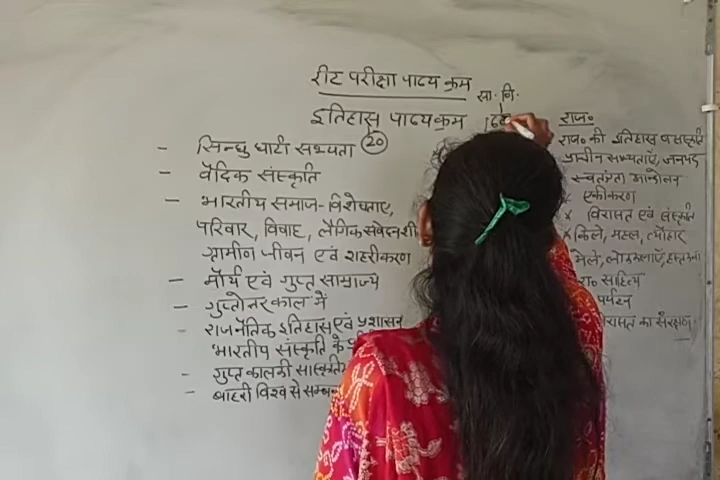 रीट परीक्षा पाठ्यक्रम
सा. नि.
इतिहास पाठ्यक्रम
- सिन्धु घाटी सभ्यता (20)
- वैदिक संस्कृति
- भारतीय समाज - विशेषताएं,
परिवार, विवाह, लैंगिक संवेदनशी
ग्रामीण जीवन एवं शहरीकरण
- मौर्य एवं गुप्त साम्राज्य
- गुप्तोत्तर काल में
- राजनैतिक इतिहास एवं प्रशासन
भारतीय संस्कृति के
- गुप्त काल की सांस्कृति
- बाहरी विश्व से सम्बन
राज०
राज० की इतिहास व संस्कृति
प्राचीन सभ्यताएँ, जनपद
स्वतंत्रता आन्दोलन
एकीकरण
x विरासत एवं संस्कृति
x किले, महल, त्यौहार
मेले, लोककलाएँ,
रा० साहित्य
पर्यटन
विरासत का संरक्षण